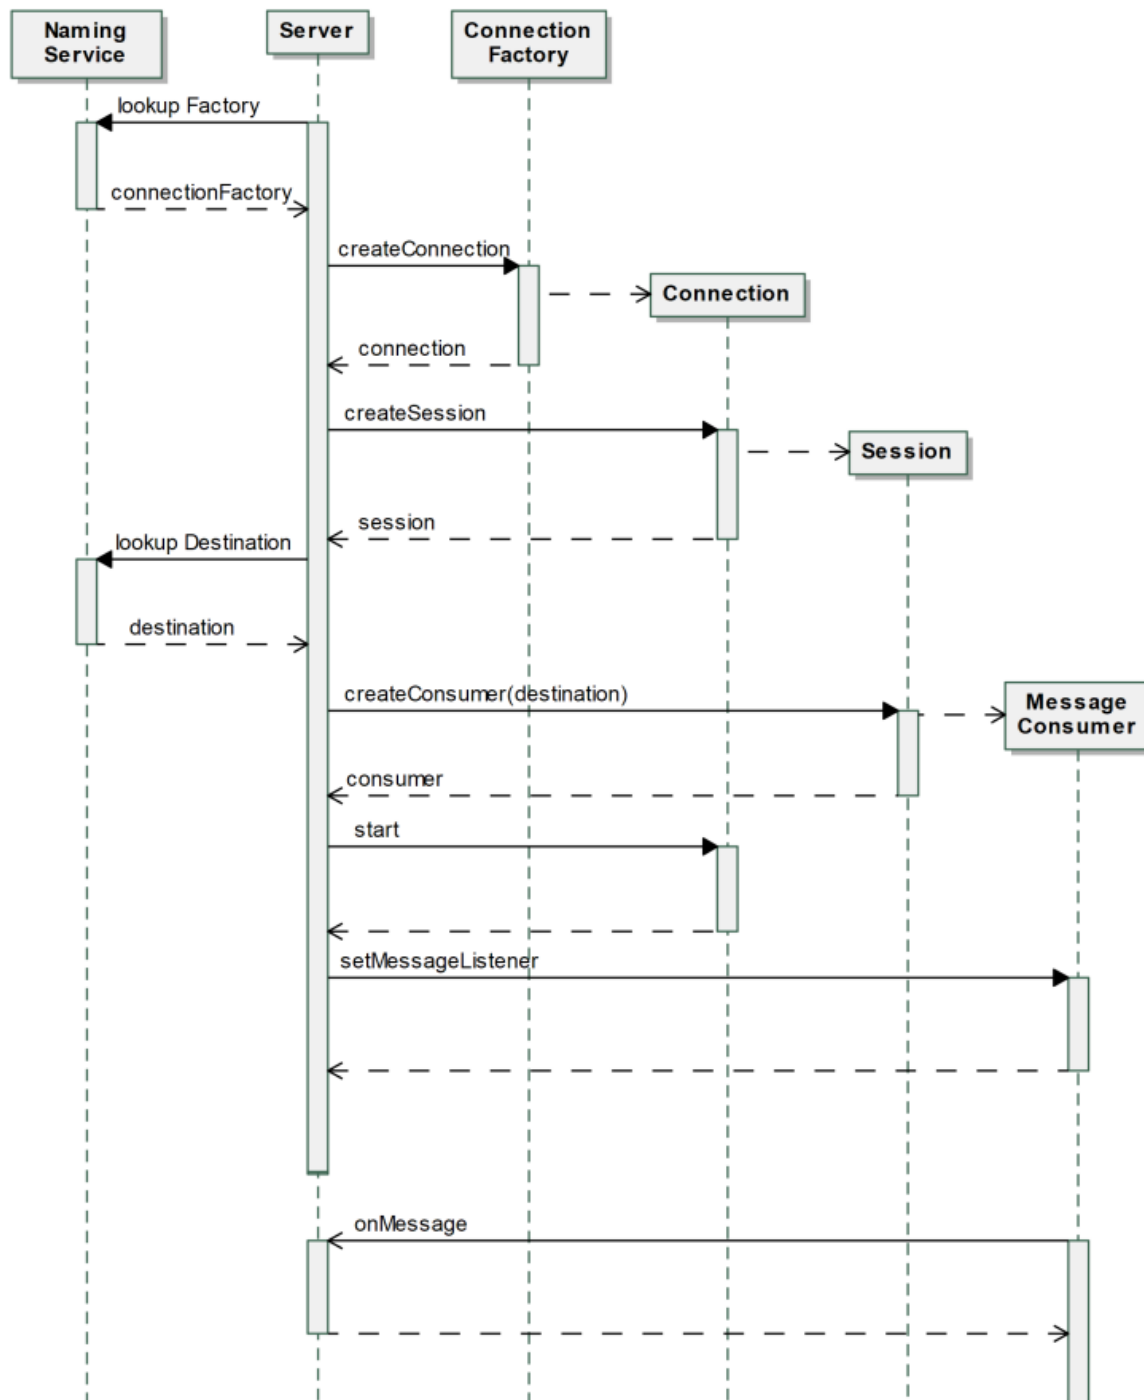 Naming
Service
Server
Connection
Factory
lookup Factory
connectionFactory
createConnection
Connection
connection
createSession
Session
session
lookup Destination
destination
createConsumer(destination)
Message
Consumer
consumer
start
setMessageListener
onMessage